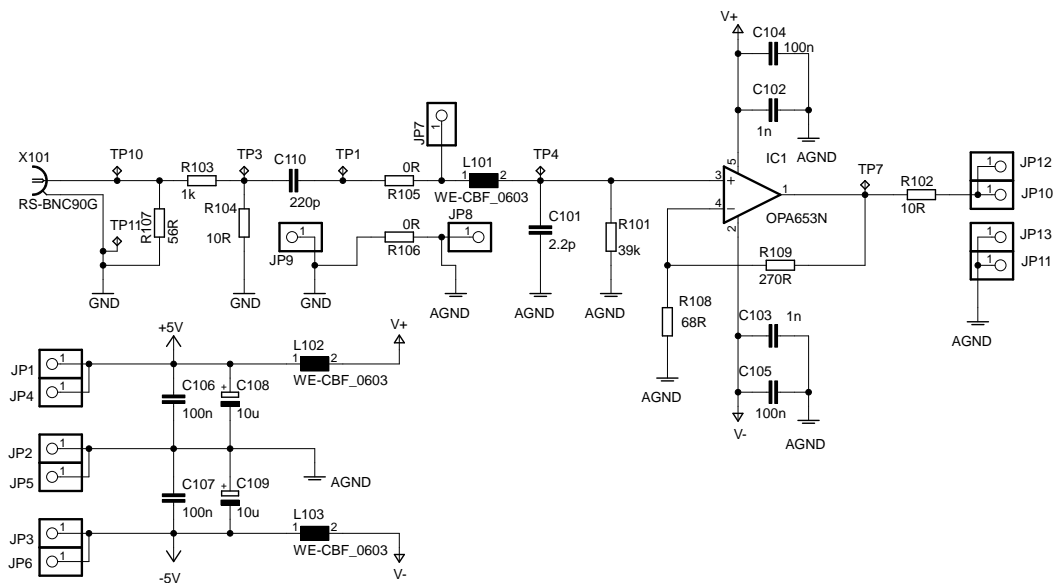 V+
C104
100n
C102
1n
AGND
IC1
X101
RS-BNC90G
TP10
TP11
R107
56R
R103
1k
TP3
R104
10R
C110
220p
TP1
0R
R105
JP7
1
L101
1 2
WE-CBF_0603
TP4
3
+
5
1
4
-
2
OPA653N
TP7
R102
10R
1
JP12
1
JP10
1
JP13
1
JP11
AGND
JP9
1
0R
R106
JP8
1
C101
2.2p
R101
39k
R109
270R
R108
68R
GND
GND
GND
AGND
AGND
AGND
AGND
C103
1n
C105
100n
V-
AGND
+5V
V+
JP1
1
JP4
1
L102
1 2
WE-CBF_0603
C106
100n
+
C108
10u
JP2
1
JP5
1
AGND
C107
100n
+
C109
10u
JP3
1
JP6
1
L103
1 2
WE-CBF_0603
-5V
V-